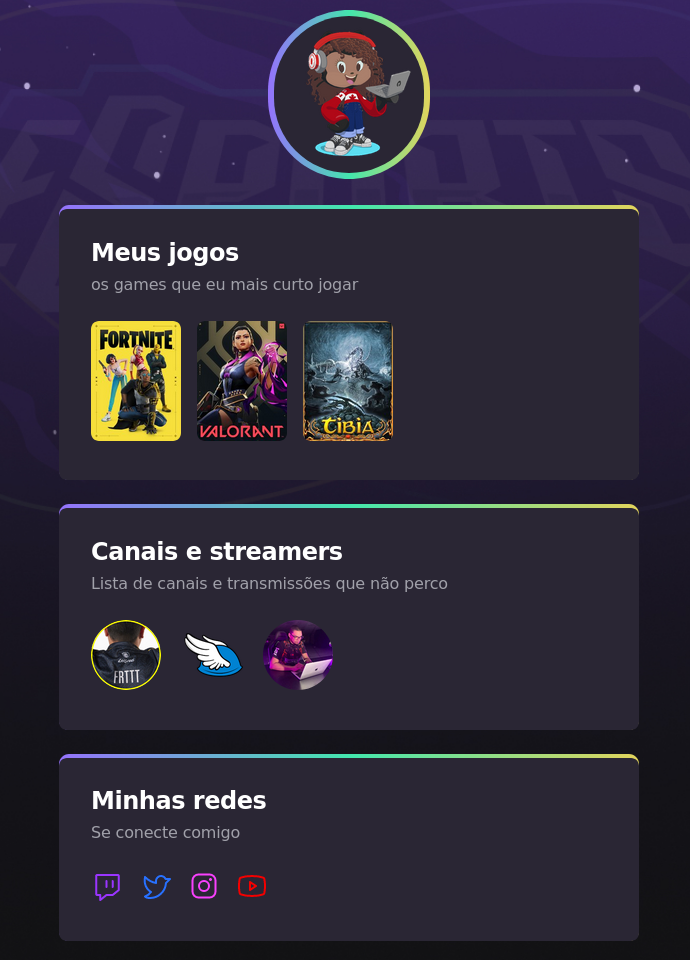 ESPORTS
Meus jogos
os games que eu mais curto jogar
FORTNITE
VALORANT
TIBIA
Canais e streamers
Lista de canais e transmissões que não perco
FRTTT
Minhas redes
Se conecte comigo